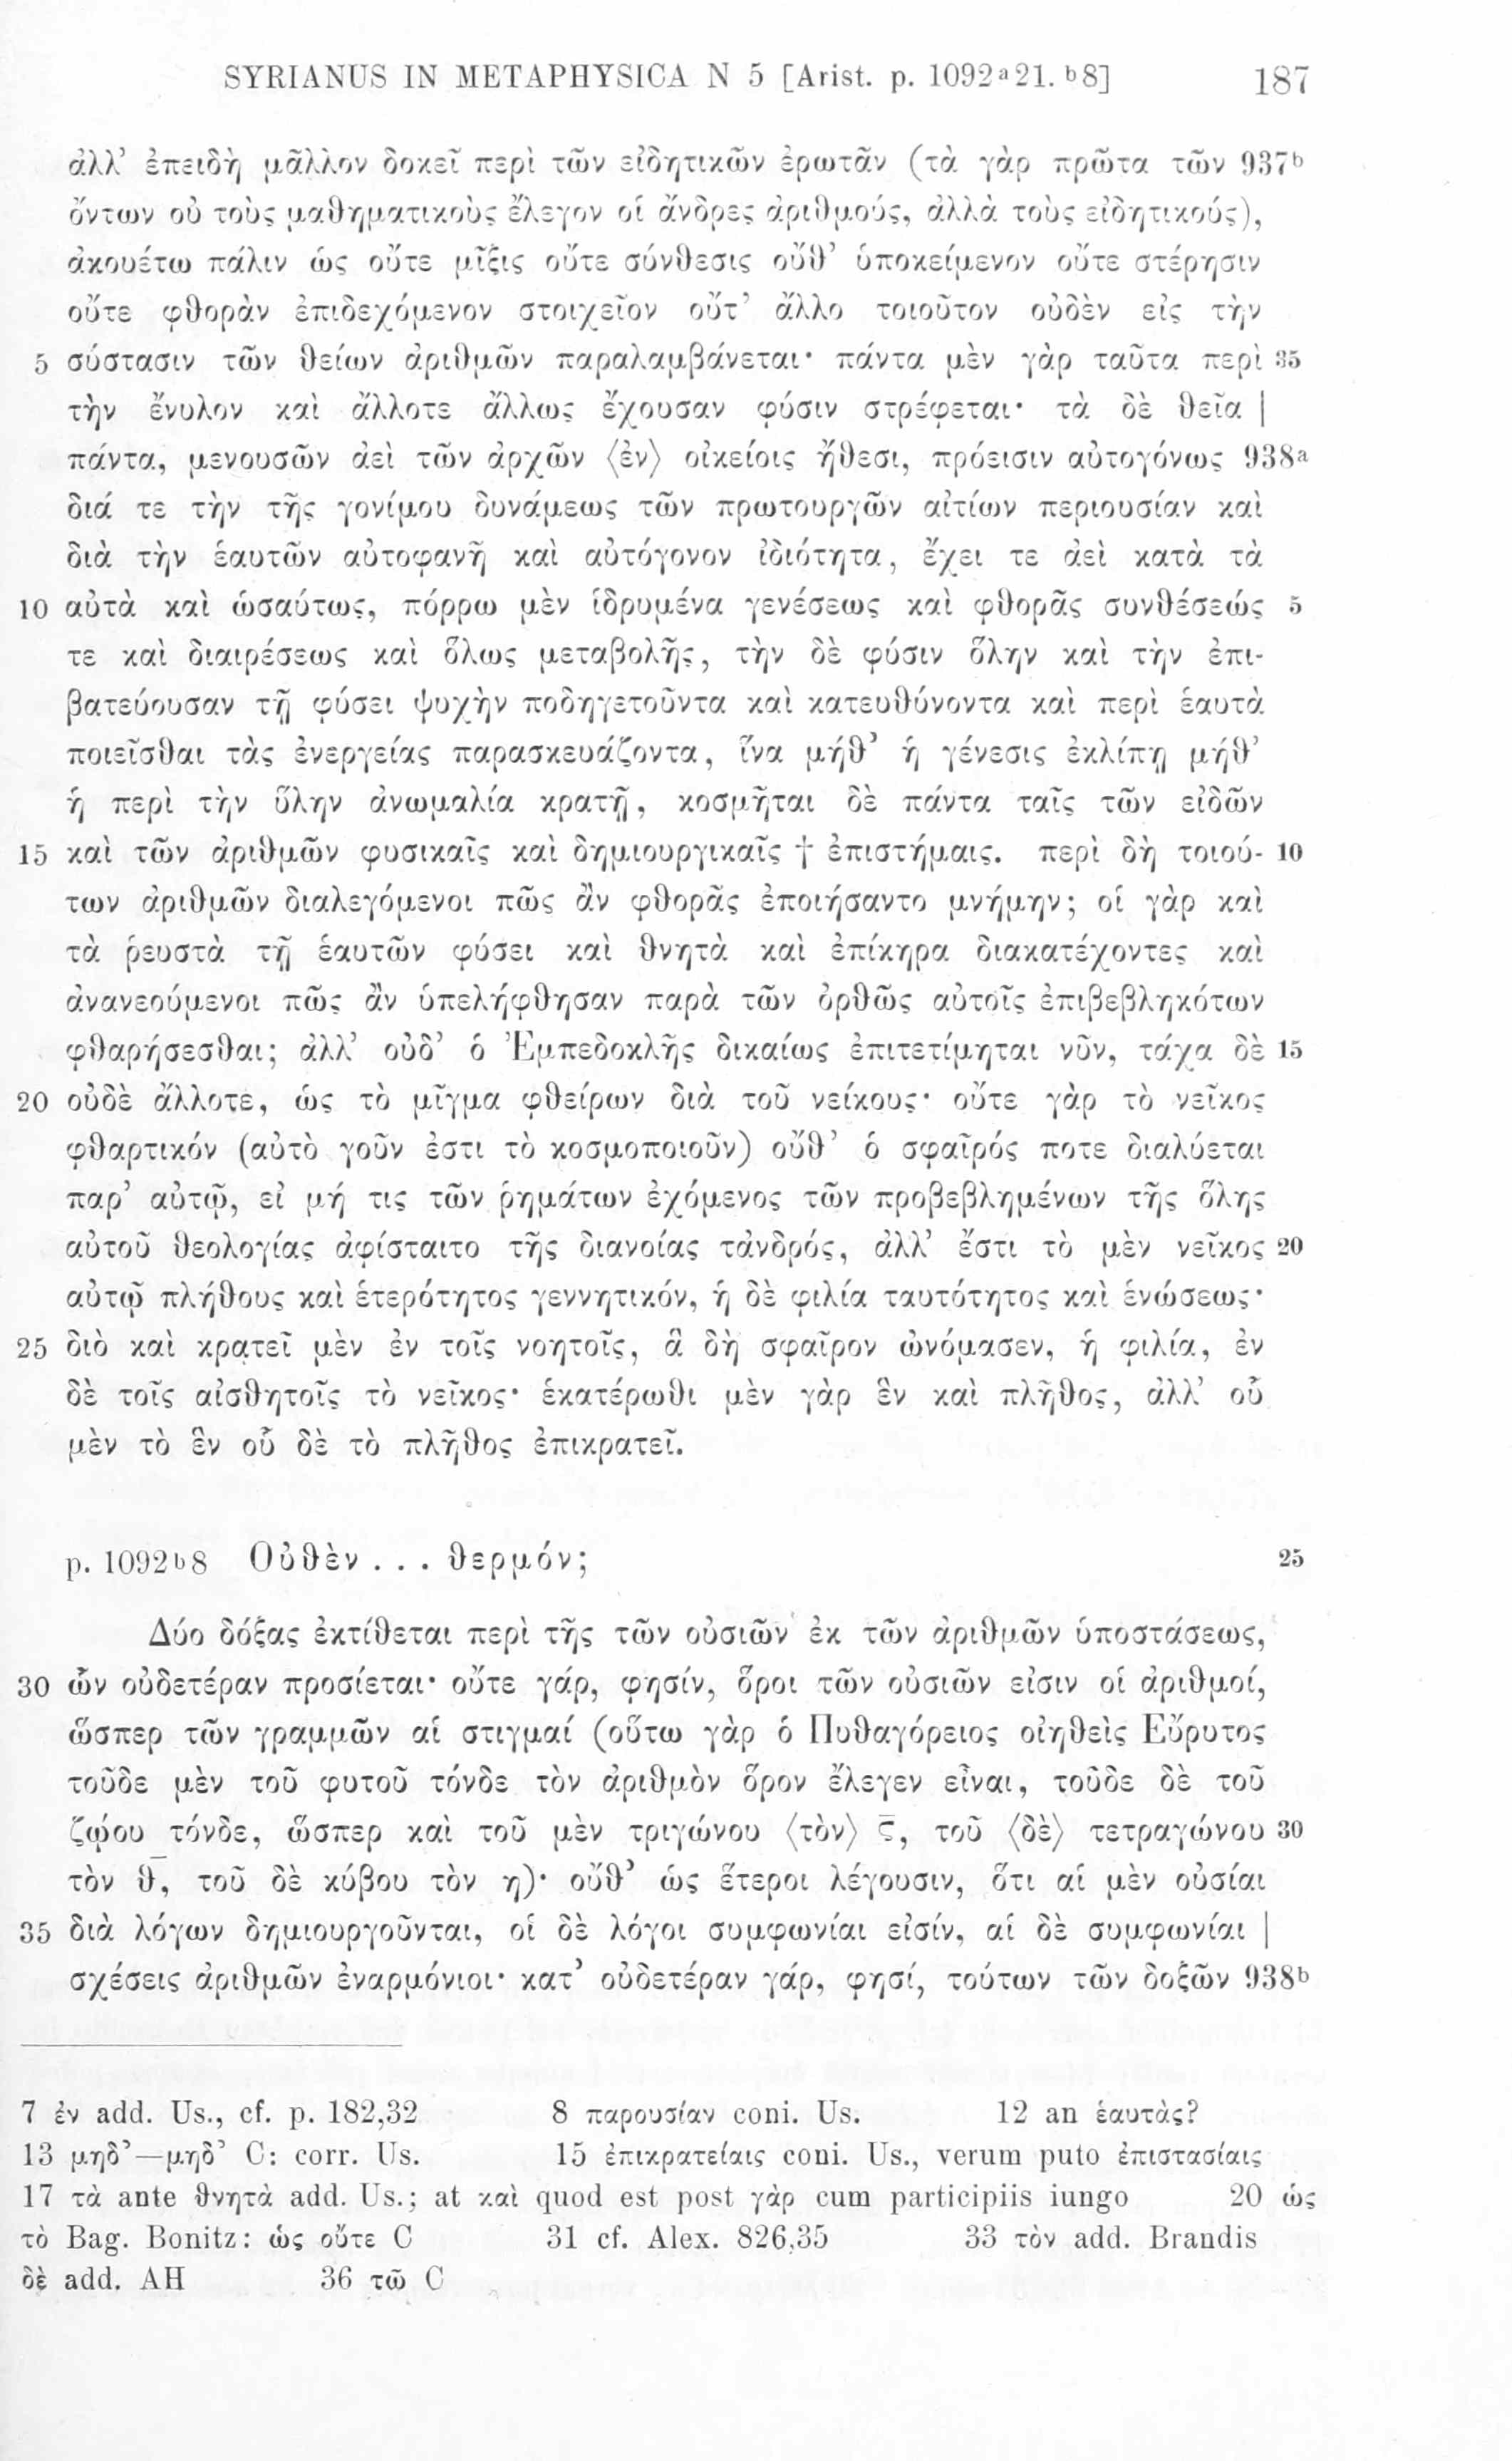 SYRIANUS IN METAPHYSICA N 5 [Arist. p. 1092ᵃ21. ᵇ8] 187
ἀλλ’ ἐπειδὴ μᾶλλον δοκεῖ περὶ τῶν εἰδητικῶν ἐρωτᾶν (τὰ γὰρ πρῶτα τῶν 937ᵇ
ὄντων οὐ τοὺς μαθηματικοὺς ἔλεγον οἱ ἄνδρες ἀριθμούς, ἀλλὰ τοὺς εἰδητικούς),
ἀκουέτω πάλιν ὡς οὔτε μῖξις οὔτε σύνθεσις οὔθ’ ὑποκείμενον οὔτε στέρησιν
οὔτε φθορὰν ἐπιδεχόμενον στοιχεῖον οὔτ’ ἄλλο τοιοῦτον οὐδὲν εἰς τὴν
5 σύστασιν τῶν θείων ἀριθμῶν παραλαμβάνεται· πάντα μὲν γὰρ ταῦτα περὶ 35
τὴν ἔνυλον καὶ ἄλλοτε ἄλλως ἔχουσαν φύσιν στρέφεται· τὰ δὲ θεῖα |
πάντα, μενουσῶν ἀεὶ τῶν ἀρχῶν ⟨ἐν⟩ οἰκείοις ἤθεσι, πρόεισιν αὐτογόνως 938ᵃ
διά τε τὴν τῆς γονίμου δυνάμεως τῶν πρωτουργῶν αἰτίων περιουσίαν καὶ
διὰ τὴν ἑαυτῶν αὐτοφανῆ καὶ αὐτόγονον ἰδιότητα, ἔχει τε ἀεὶ κατὰ τὰ
10 αὐτὰ καὶ ὡσαύτως, πόρρω μὲν ἱδρυμένα γενέσεως καὶ φθορᾶς συνθέσεώς 5
τε καὶ διαιρέσεως καὶ ὅλως μεταβολῆς, τὴν δὲ φύσιν ὅλην καὶ τὴν ἐπι-
βατεύουσαν τῇ φύσει ψυχὴν ποδηγετοῦντα καὶ κατευθύνοντα καὶ περὶ ἑαυτὰ
ποιεῖσθαι τὰς ἐνεργείας παρασκευάζοντα, ἵνα μήθ’ ἡ γένεσις ἐκλίπῃ μήθ’
ἡ περὶ τὴν ὕλην ἀνωμαλία κρατῇ, κοσμῆται δὲ πάντα ταῖς τῶν εἰδῶν
15 καὶ τῶν ἀριθμῶν φυσικαῖς καὶ δημιουργικαῖς † ἐπιστήμαις. περὶ δὴ τοιού- 10
των ἀριθμῶν διαλεγόμενοι πῶς ἂν φθορᾶς ἐποιήσαντο μνήμην; οἱ γὰρ καὶ
τὰ ῥευστὰ τῇ ἑαυτῶν φύσει καὶ θνητὰ καὶ ἐπίκηρα διακατέχοντες καὶ
ἀνανεούμενοι πῶς ἂν ὑπελήφθησαν παρὰ τῶν ὀρθῶς αὐτοῖς ἐπιβεβληκότων
φθαρήσεσθαι; ἀλλ’ οὐδ’ ὁ Ἐμπεδοκλῆς δικαίως ἐπιτετίμηται νῦν, τάχα δὲ 15
20 οὐδὲ ἄλλοτε, ὡς τὸ μῖγμα φθείρων διὰ τοῦ νείκους· οὔτε γὰρ τὸ νεῖκος
φθαρτικόν (αὐτὸ γοῦν ἐστι τὸ κοσμοποιοῦν) οὔθ’ ὁ σφαῖρός ποτε διαλύεται
παρ’ αὐτῷ, εἰ μή τις τῶν ῥημάτων ἐχόμενος τῶν προβεβλημένων τῆς ὅλης
αὐτοῦ θεολογίας ἀφίσταιτο τῆς διανοίας τἀνδρός, ἀλλ’ ἔστι τὸ μὲν νεῖκος 20
αὐτῷ πλήθους καὶ ἑτερότητος γεννητικόν, ἡ δὲ φιλία ταυτότητος καὶ ἑνώσεως·
25 διὸ καὶ κρατεῖ μὲν ἐν τοῖς νοητοῖς, ἃ δὴ σφαῖρον ὠνόμασεν, ἡ φιλία, ἐν
δὲ τοῖς αἰσθητοῖς τὸ νεῖκος· ἑκατέρωθι μὲν γὰρ ἓν καὶ πλῆθος, ἀλλ’ οὗ
μὲν τὸ ἓν οὗ δὲ τὸ πλῆθος ἐπικρατεῖ.
p. 1092ᵇ8 Οὐθὲν . . . θερμόν; 25
Δύο δόξας ἐκτίθεται περὶ τῆς τῶν οὐσιῶν ἐκ τῶν ἀριθμῶν ὑποστάσεως,
30 ὧν οὐδετέραν προσίεται· οὔτε γάρ, φησίν, ὅροι τῶν οὐσιῶν εἰσιν οἱ ἀριθμοί,
ὥσπερ τῶν γραμμῶν αἱ στιγμαί (οὕτω γὰρ ὁ Πυθαγόρειος οἰηθεὶς Εὔρυτος
τοῦδε μὲν τοῦ φυτοῦ τόνδε τὸν ἀριθμὸν ὅρον ἔλεγεν εἶναι, τοῦδε δὲ τοῦ
ζῴου τόνδε, ὥσπερ καὶ τοῦ μὲν τριγώνου ⟨τὸν⟩ ϛ̄, τοῦ ⟨δὲ⟩ τετραγώνου 30
τὸν θ̄, τοῦ δὲ κύβου τὸν η)· οὔθ’ ὡς ἕτεροι λέγουσιν, ὅτι αἱ μὲν οὐσίαι
35 διὰ λόγων δημιουργοῦνται, οἱ δὲ λόγοι συμφωνίαι εἰσίν, αἱ δὲ συμφωνίαι |
σχέσεις ἀριθμῶν ἐναρμόνιοι· κατ’ οὐδετέραν γάρ, φησί, τούτων τῶν δοξῶν 938ᵇ
7 ἐν add. Us., cf. p. 182,32 8 παρουσίαν coni. Us. 12 an ἑαυτὰς?
13 μηδ’—μηδ’ C: corr. Us. 15 ἐπικρατείαις coni. Us., verum puto ἐπιστασίαις
17 τὰ ante θνητὰ add. Us.; at καὶ quod est post γὰρ cum participiis iungo 20 ὡς
τὸ Bag. Bonitz: ὡς οὔτε C 31 cf. Alex. 826,35 33 τὸν add. Brandis
δὲ add. AH 36 τῶ C